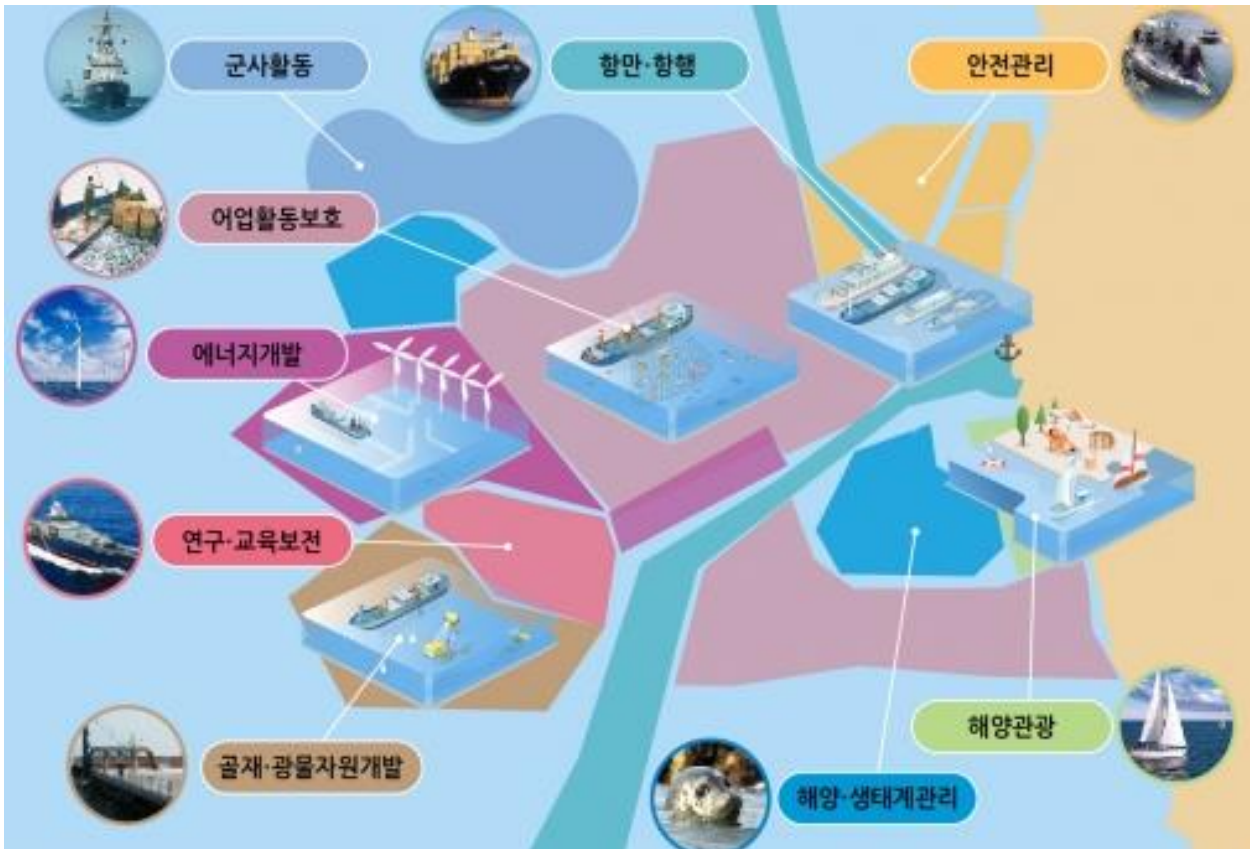 군사활동
항만·항행
안전관리
어업활동보호
에너지개발
연구·교육보전
골재·광물자원개발
해양관광
해양·생태계관리